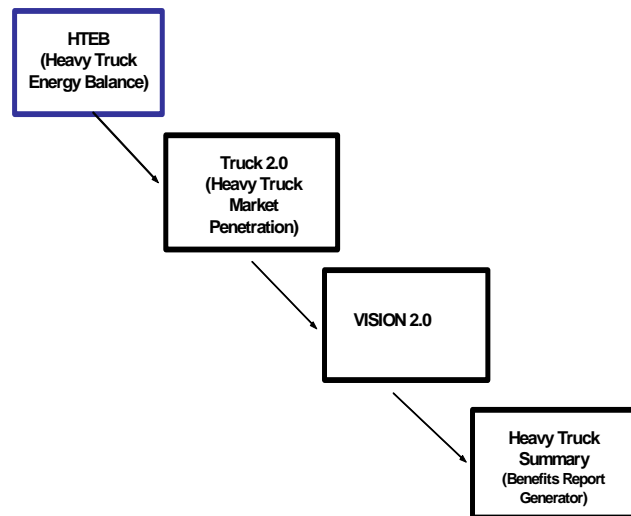 HTEB
(Heavy Truck
Energy Balance)
Truck 2.0
(Heavy Truck
Market
Penetration)
VISION 2.0
Heavy Truck
Summary
(Benefits Report
Generator)